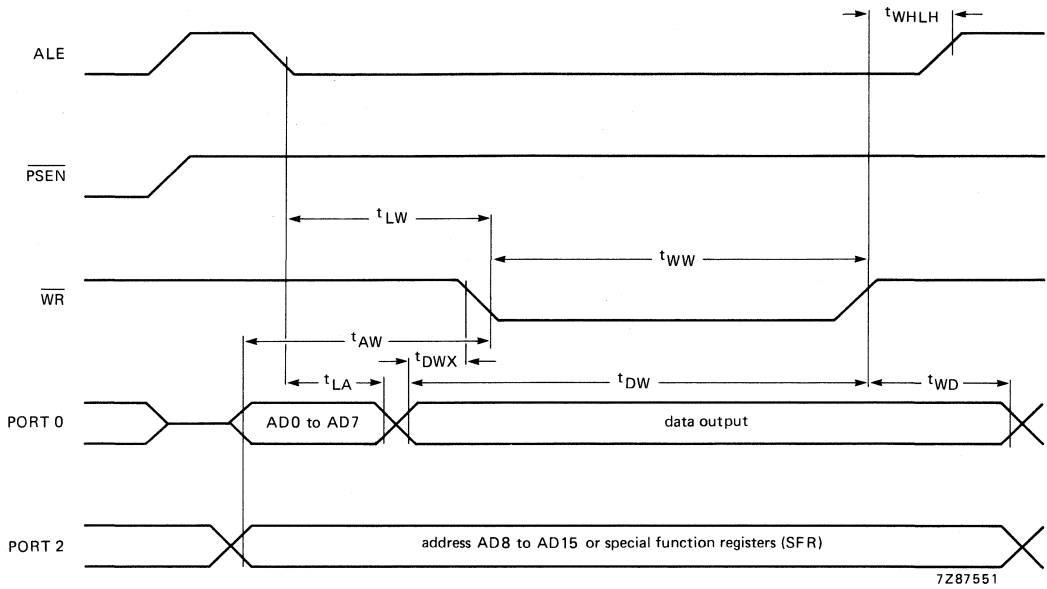 tWHLH
ALE
PSEN
tLW
tWW
WR
tAW
tDWX
tLA
tDW
tWD
PORT 0
AD0 to AD7
data output
PORT 2
address AD8 to AD15 or special function registers (SFR)
7Z87551